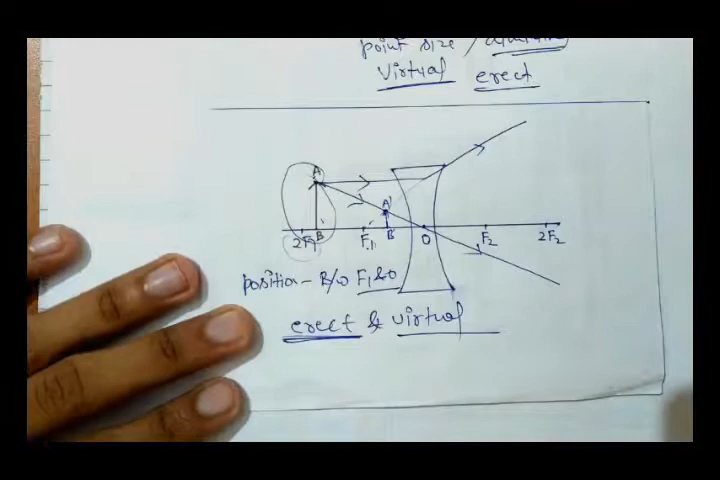 point size /
Virtual erect
A
A'
2F1 B F1 B' O F2 2F2
position - B/w F1 & O
erect & virtual